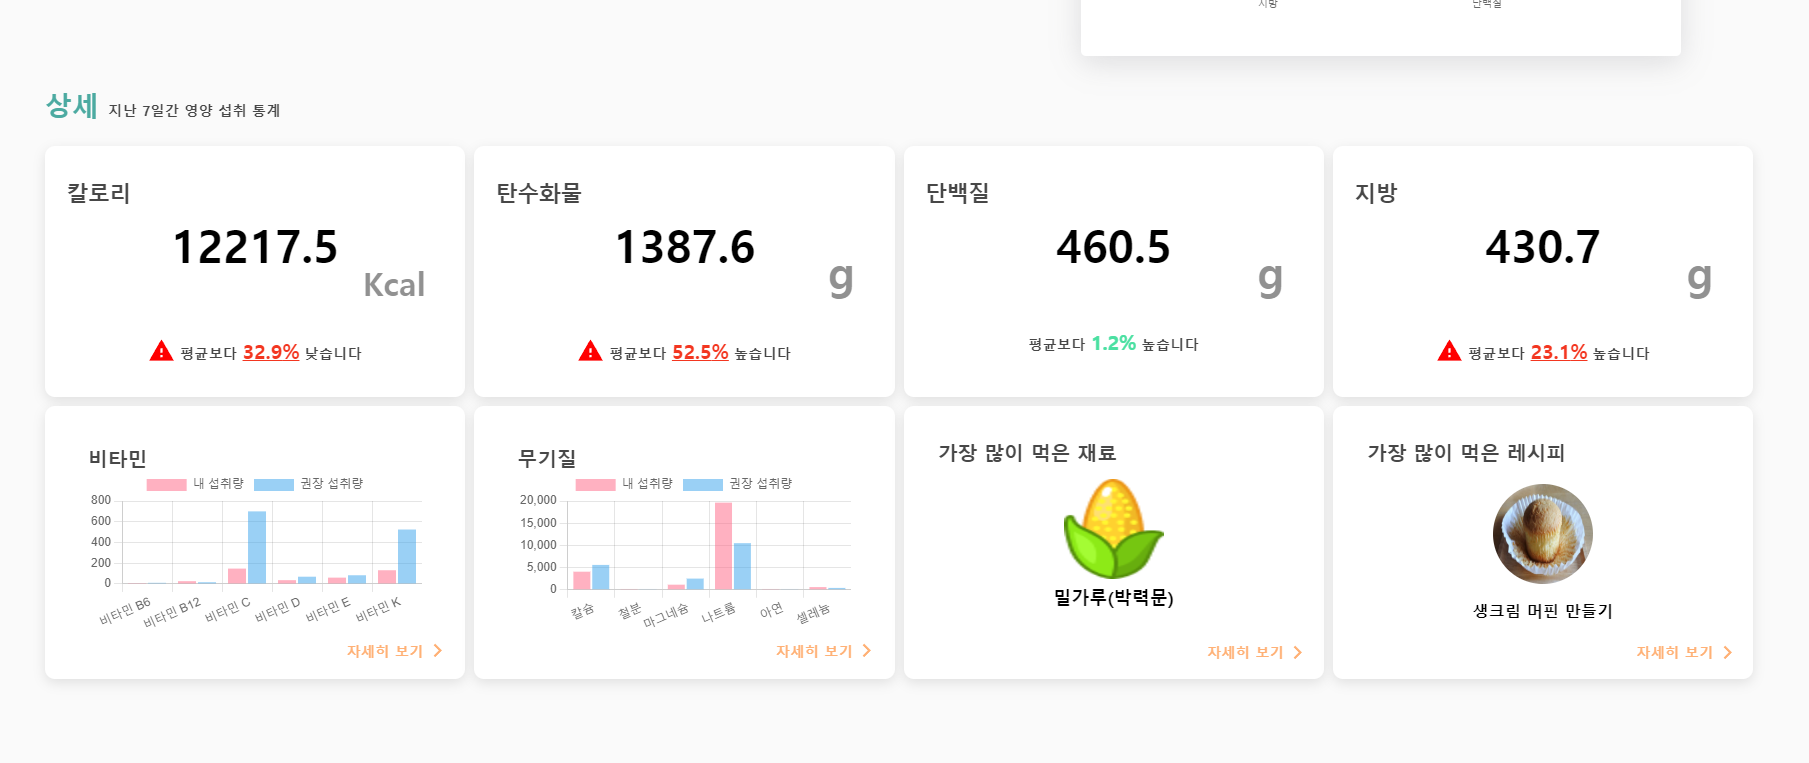 지방 단백질
상세 지난 7일간 영양 섭취 통계
칼로리
12217.5
Kcal
평균보다 32.9% 낮습니다
탄수화물
1387.6
g
평균보다 52.5% 높습니다
단백질
460.5
g
평균보다 1.2% 높습니다
지방
430.7
g
평균보다 23.1% 높습니다
비타민
내 섭취량 권장 섭취량
800
600
400
200
0
비타민 B6 비타민 B12 비타민 C 비타민 D 비타민 E 비타민 K
자세히 보기
무기질
내 섭취량 권장 섭취량
20,000
15,000
10,000
5,000
0
칼슘 철분 마그네슘 나트륨 아연 셀레늄
자세히 보기
가장 많이 먹은 재료
밀가루(박력문)
자세히 보기
가장 많이 먹은 레시피
생크림 머핀 만들기
자세히 보기